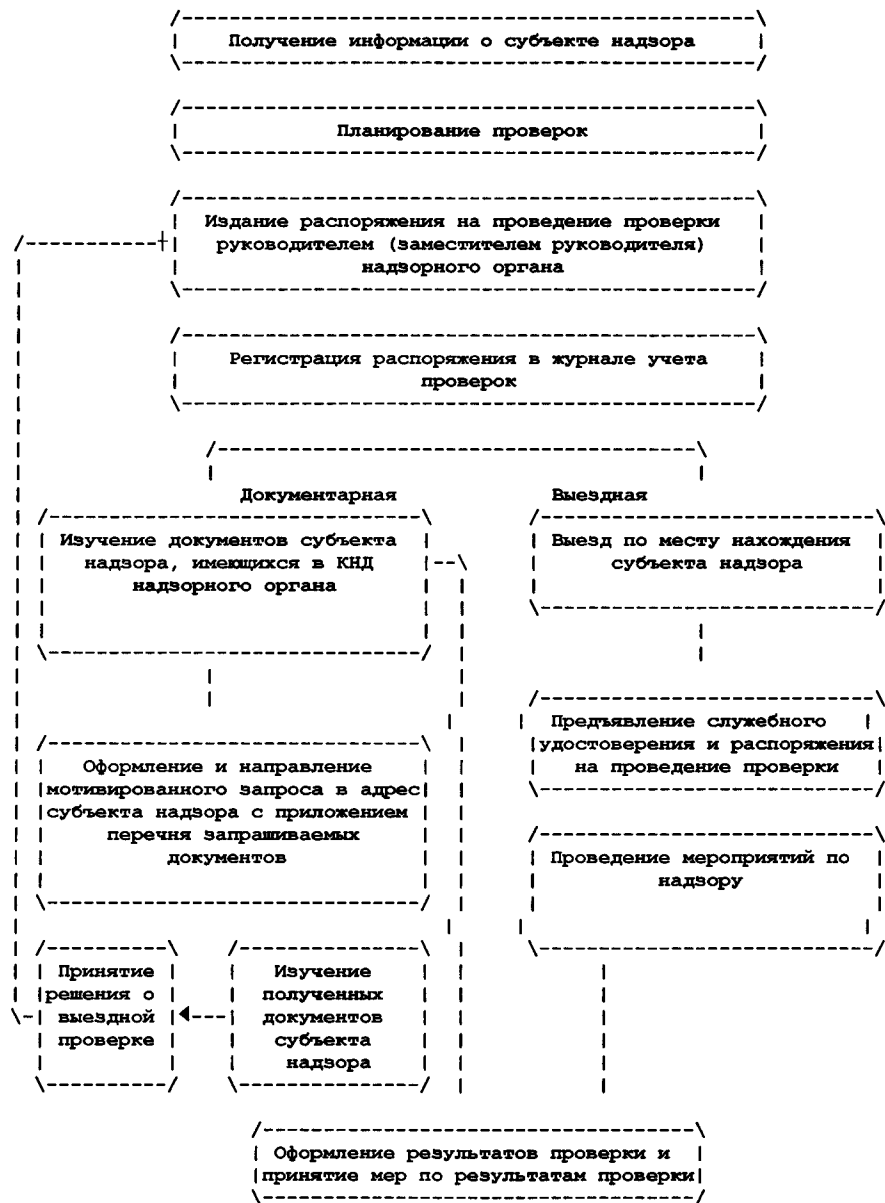 Получение информации о субъекте надзора
Планирование проверок
Издание распоряжения на проведение проверки
руководителем (заместителем руководителя)
надзорного органа
Регистрация распоряжения в журнале учета
проверок
Документарная
Выездная
Изучение документов субъекта
надзора, имеющихся в КНД
надзорного органа
Выезд по месту нахождения
субъекта надзора
Предъявление служебного
удостоверения и распоряжения
на проведение проверки
Оформление и направление
мотивированного запроса в адрес
субъекта надзора с приложением
перечня запрашиваемых
документов
Проведение мероприятий по
надзору
Принятие
решения о
выездной
проверке
Изучение
полученных
документов
субъекта
надзора
Оформление результатов проверки и
принятие мер по результатам проверки